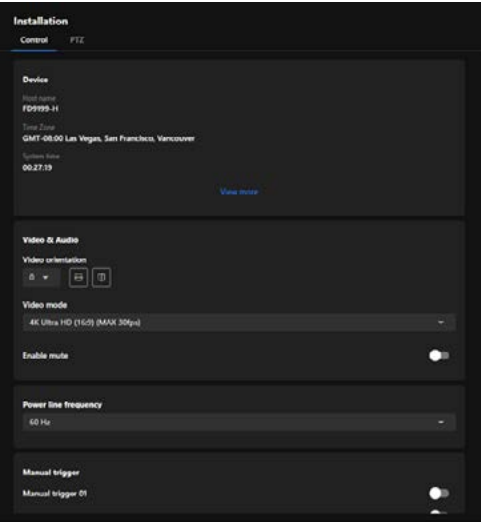 Installation
Control PTZ
Device
Host name
FD9199-H
Time Zone
GMT-08:00 Las Vegas, San Francisco, Vancouver
System time
00:27:19
View more
Video & Audio
Video orientation
0
Video mode
4K Ultra HD (16:9) (MAX 30fps)
Enable mute
Power line frequency
60 Hz
Manual trigger
Manual trigger 01